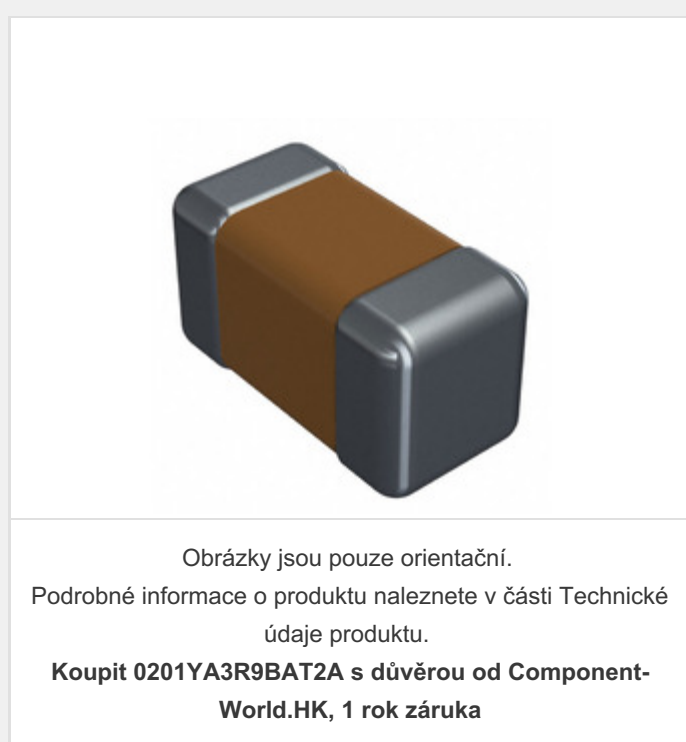 Obrázky jsou pouze orientační.
Podrobné informace o produktu naleznete v části Technické
údaje produktu.
Koupit 0201YA3R9BAT2A s důvěrou od Component-
World.HK, 1 rok záruka